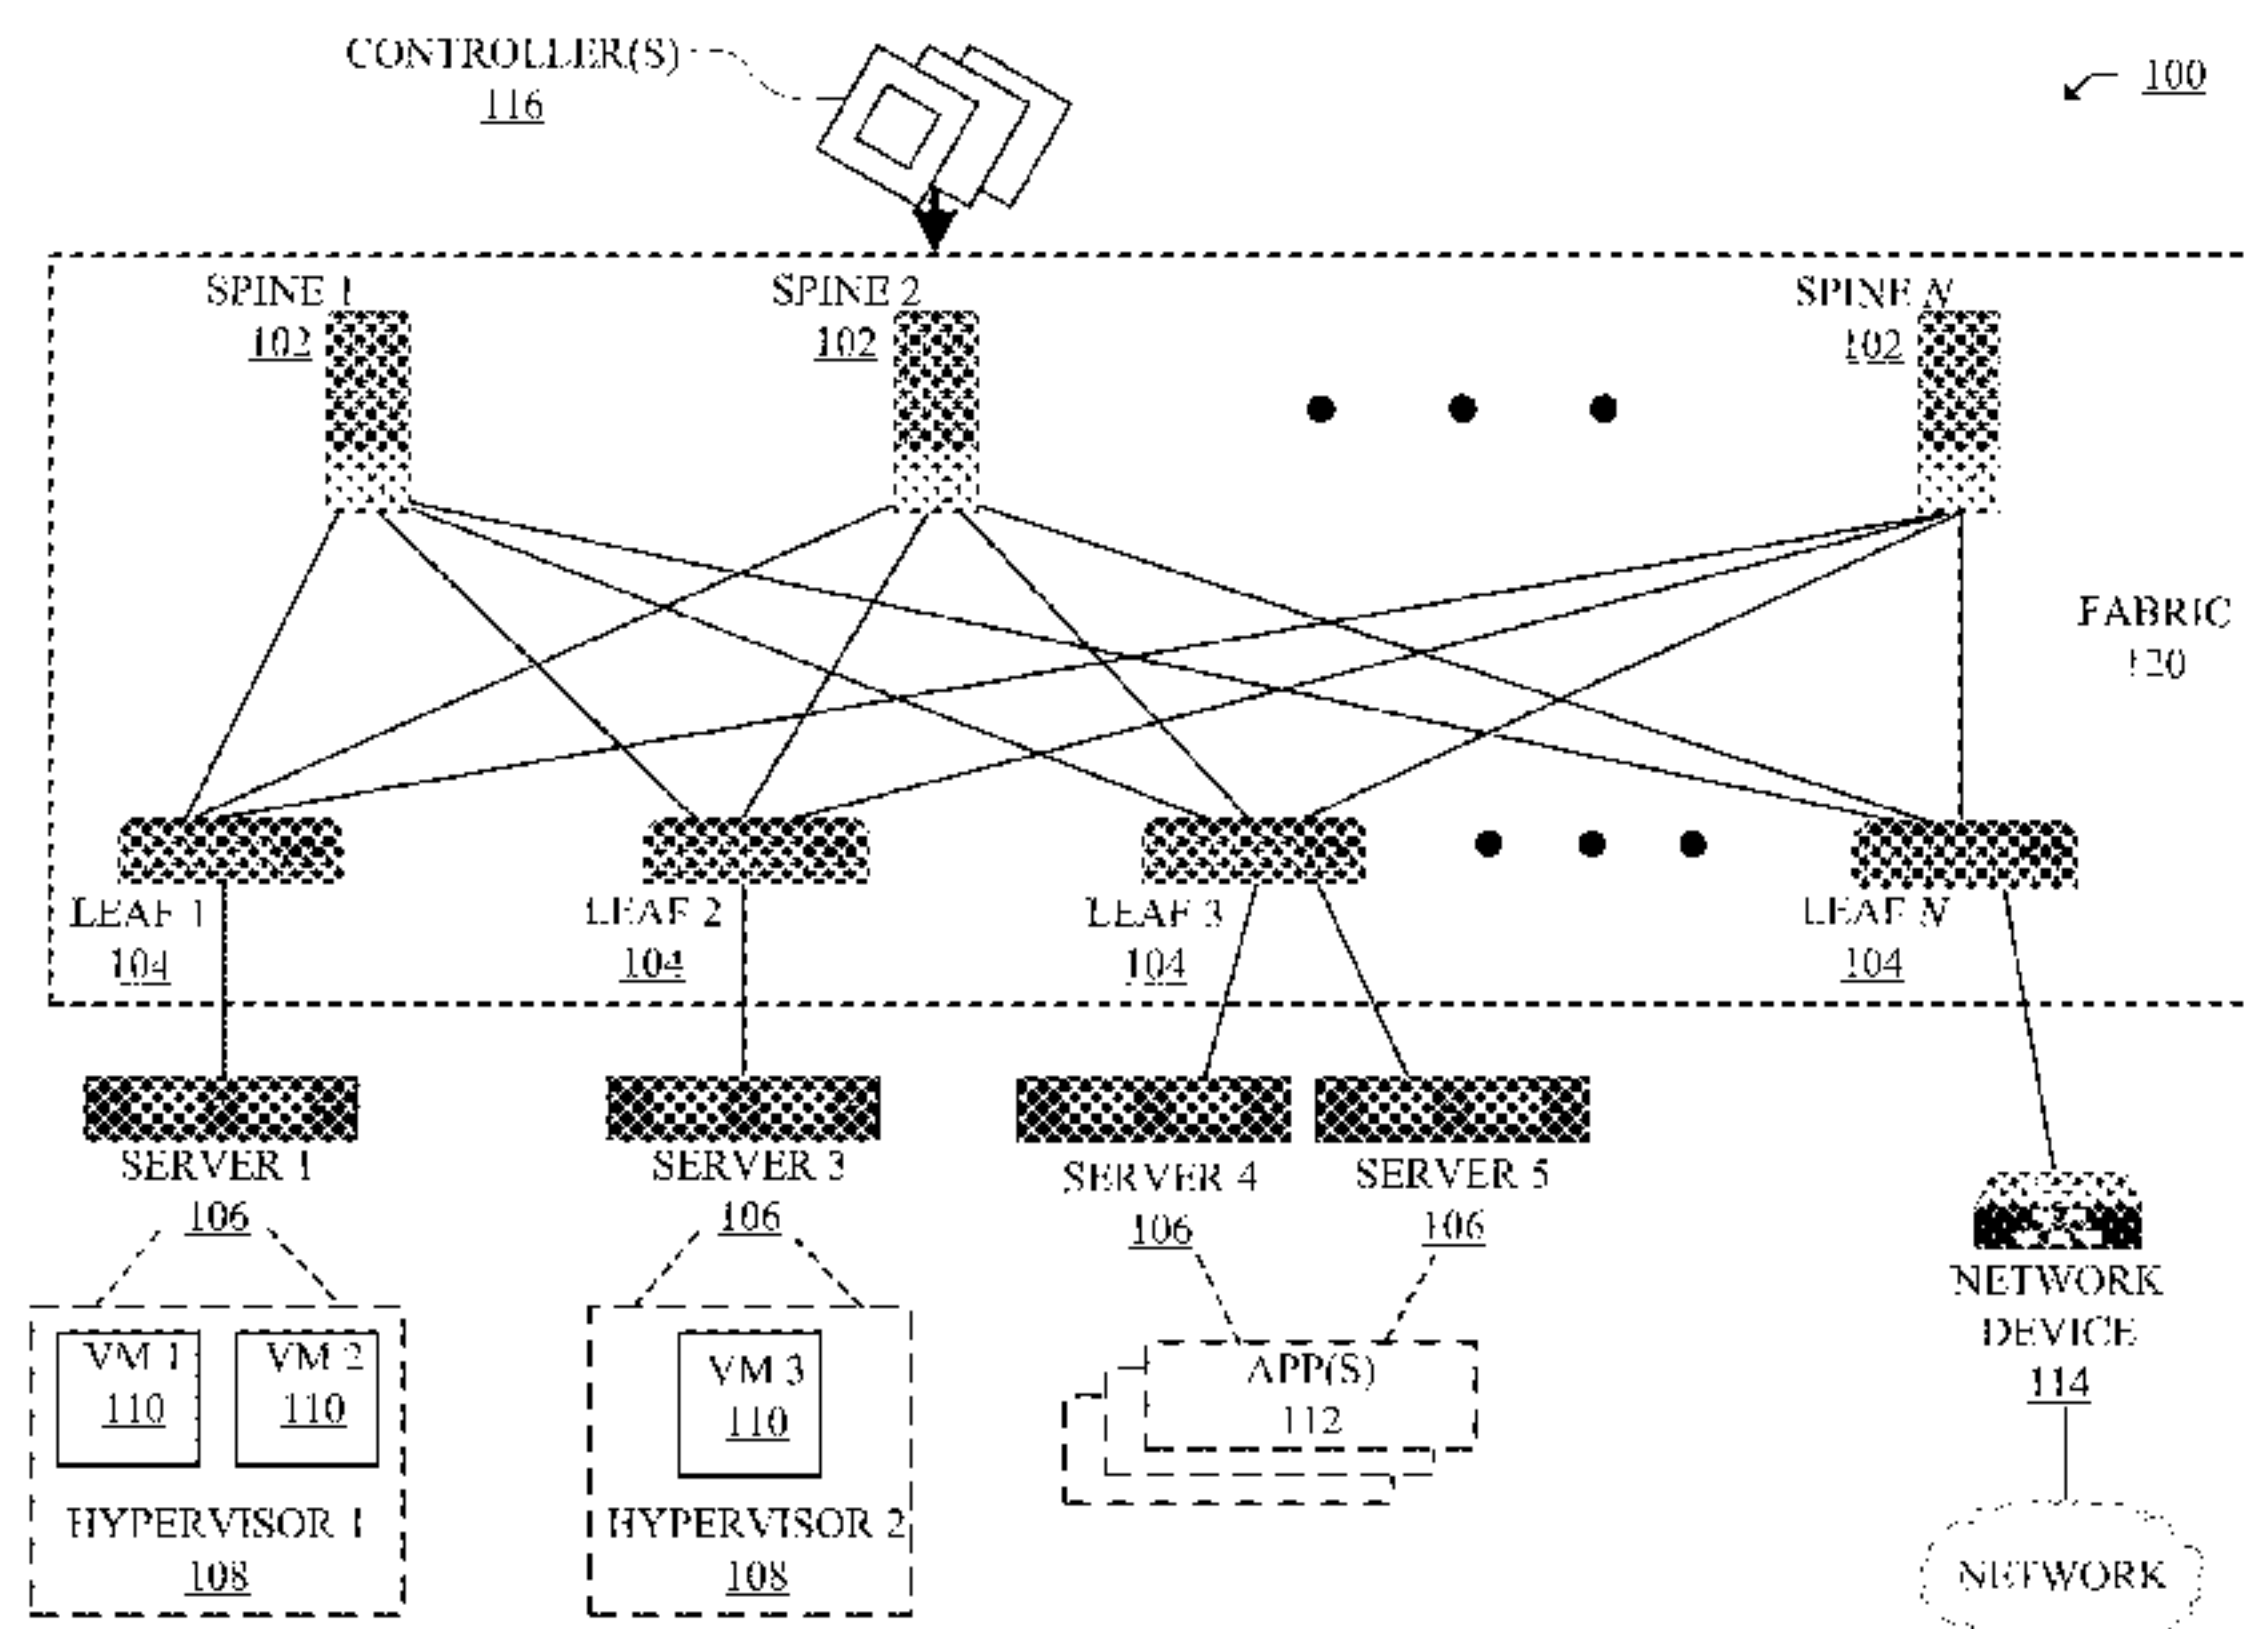 CONTROLLER(S)
116
100
SPINE 1
102
SPINE 2
102
SPINE N
102
FABRIC
120
LEAF 1
104
LEAF 2
104
LEAF 3
104
LEAF N
104
SERVER 1
106
SERVER 3
106
SERVER 4
106
SERVER 5
106
NETWORK
DEVICE
114
VM 1
110
VM 2
110
HYPERVISOR 1
108
VM 3
110
HYPERVISOR 2
108
APP(S)
112
NETWORK